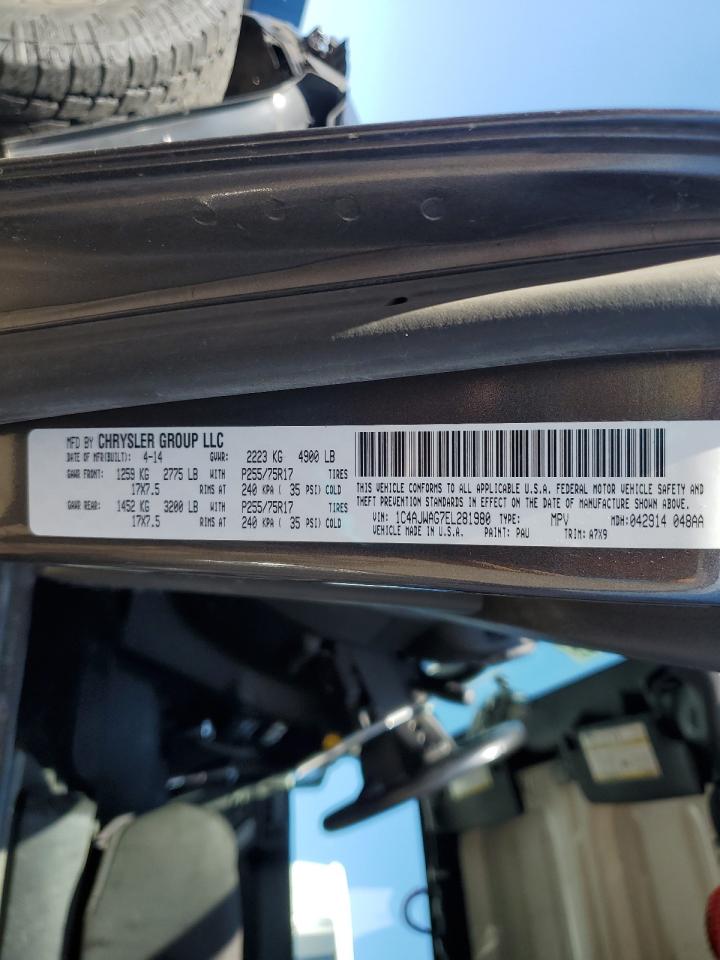 MFD BY CHRYSLER GROUP LLC
DATE OF MFR(BUILT): 4-14 GVWR: 2223 KG 4900 LB
GAWR FRONT: 1259 KG 2775 LB WITH P255/75R17 TIRES
17X7.5 RIMS AT 240 KPA ( 35 PSI) COLD
GAWR REAR: 1452 KG 3200 LB WITH P255/75R17 TIRES
17X7.5 RIMS AT 240 KPA ( 35 PSI) COLD
THIS VEHICLE CONFORMS TO ALL APPLICABLE U.S.A. FEDERAL MOTOR VEHICLE SAFETY AND
THEFT PREVENTION STANDARDS IN EFFECT ON THE DATE OF MANUFACTURE SHOWN ABOVE.
VIN: 1C4AJWAG7EL281980 TYPE: MPV MDH: 042914 048AA
VEHICLE MADE IN U.S.A. PAINT: PAU TRIM: A7X9